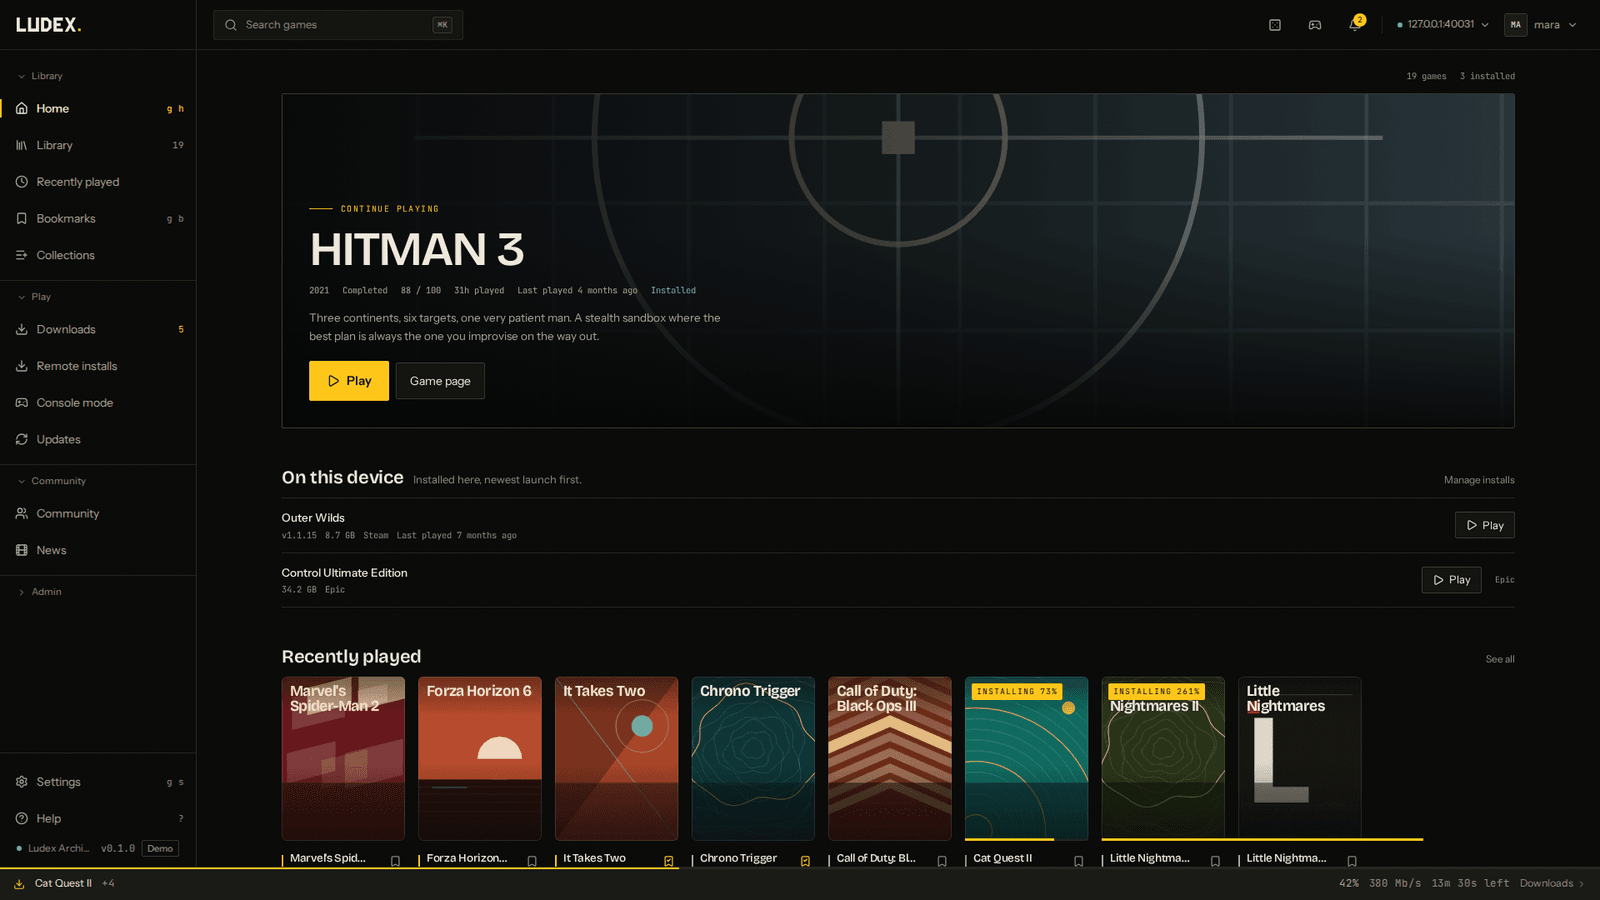 LUDEX.
Search games
⌘K
2
127.0.0.1:40031
MA
mara
Library
Home
g h
Library
19
Recently played
Bookmarks
g b
Collections
Play
Downloads
5
Remote installs
Console mode
Updates
Community
Community
News
Admin
Settings
g s
Help
?
Ludex Archi...
v0.1.0
Demo
19 games 3 installed
CONTINUE PLAYING
HITMAN 3
2021 Completed 88 / 100 31h played Last played 4 months ago Installed
Three continents, six targets, one very patient man. A stealth sandbox where the
best plan is always the one you improvise on the way out.
Play
Game page
On this device
Installed here, newest launch first.
Manage installs
Outer Wilds
v1.1.15 8.7 GB Steam Last played 7 months ago
Play
Control Ultimate Edition
34.2 GB Epic
Play
Epic
Recently played
See all
Marvel's
Spider-Man 2
Forza Horizon 6
It Takes Two
Chrono Trigger
Call of Duty:
Black Ops III
INSTALLING 73%
INSTALLING 261%
Nightmares II
Little
Nightmares
L
Marvel's Spid...
Forza Horizon...
It Takes Two
Chrono Trigger
Call of Duty: Bl...
Cat Quest II
Little Nightma...
Little Nightma...
Cat Quest II +4
42% 380 Mb/s 13m 30s left Downloads